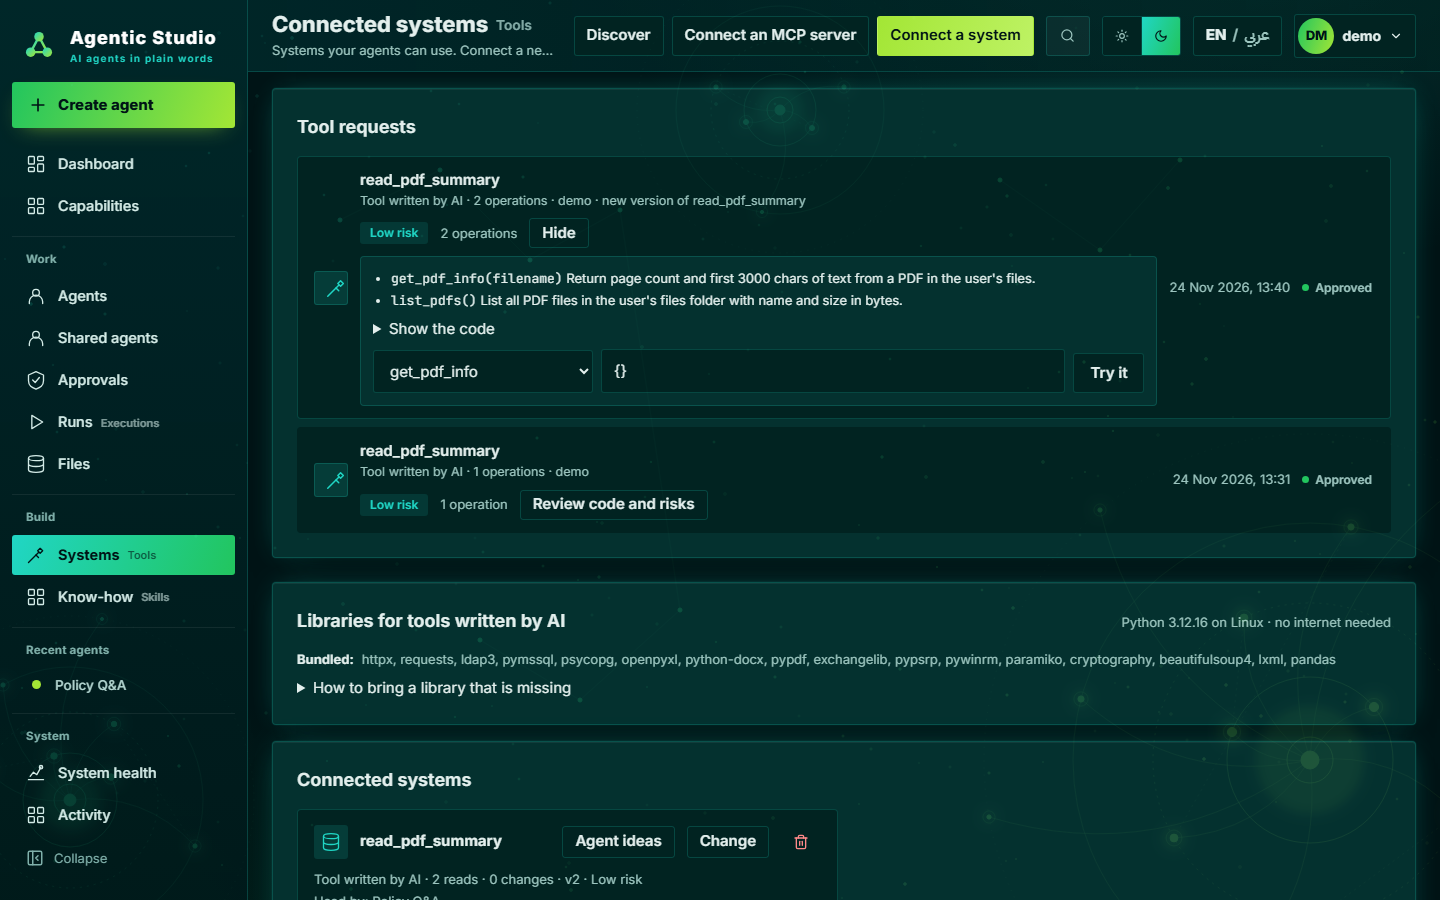 Agentic Studio
AI agents in plain words
Create agent
Dashboard
Capabilities
Work
Agents
Shared agents
Approvals
Runs Executions
Files
Build
Systems Tools
Know-how Skills
Recent agents
Policy Q&A
System
System health
Activity
Collapse
Connected systems Tools
Systems your agents can use. Connect a ne...
Discover
Connect an MCP server
Connect a system
EN / عربي
DM demo
Tool requests
read_pdf_summary
Tool written by AI · 2 operations · demo · new version of read_pdf_summary
Low risk 2 operations Hide
get_pdf_info(filename) Return page count and first 3000 chars of text from a PDF in the user's files.
list_pdfs() List all PDF files in the user's files folder with name and size in bytes.
Show the code
get_pdf_info {} Try it
24 Nov 2026, 13:40 Approved
read_pdf_summary
Tool written by AI · 1 operations · demo
Low risk 1 operation Review code and risks
24 Nov 2026, 13:31 Approved
Libraries for tools written by AI
Python 3.12.16 on Linux · no internet needed
Bundled: httpx, requests, ldap3, pymssql, psycopg, openpyxl, python-docx, pypdf, exchangelib, pypsrp, pywinrm, paramiko, cryptography, beautifulsoup4, lxml, pandas
How to bring a library that is missing
Connected systems
read_pdf_summary Agent ideas Change
Tool written by AI · 2 reads · 0 changes · v2 · Low risk
Used by: Policy Q&A